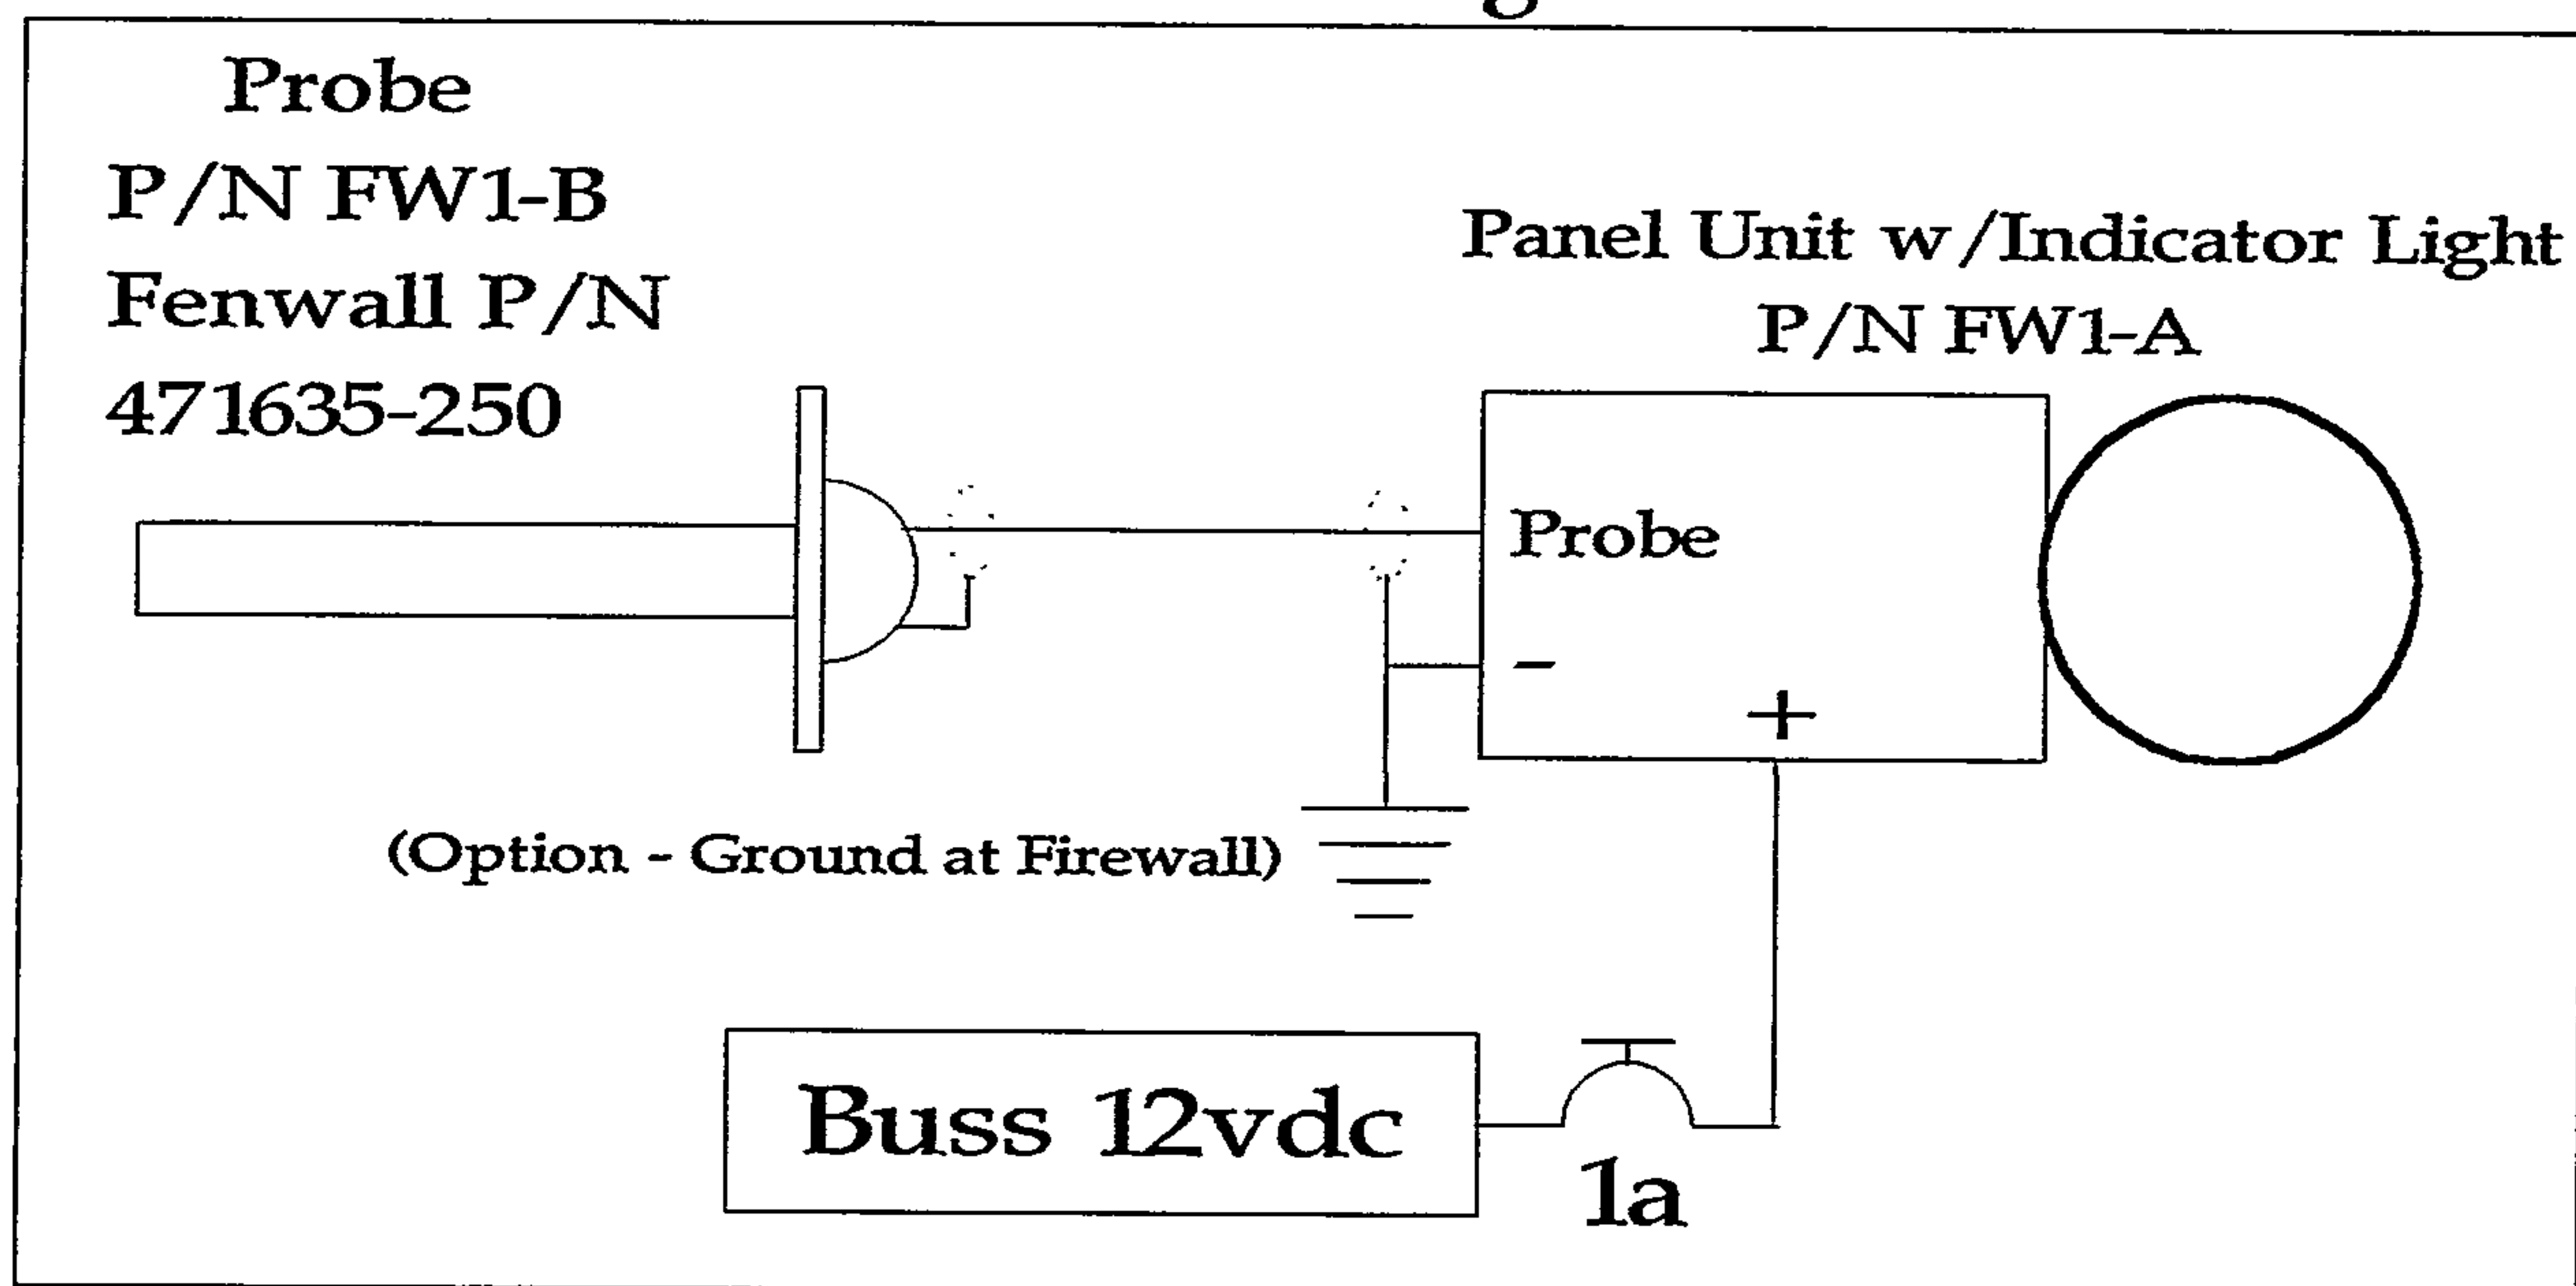 Probe
P/N FW1-B
Fenwall P/N
471635-250
Panel Unit w/Indicator Light
P/N FW1-A
Probe
-
+
(Option - Ground at Firewall)
Buss 12vdc
1a